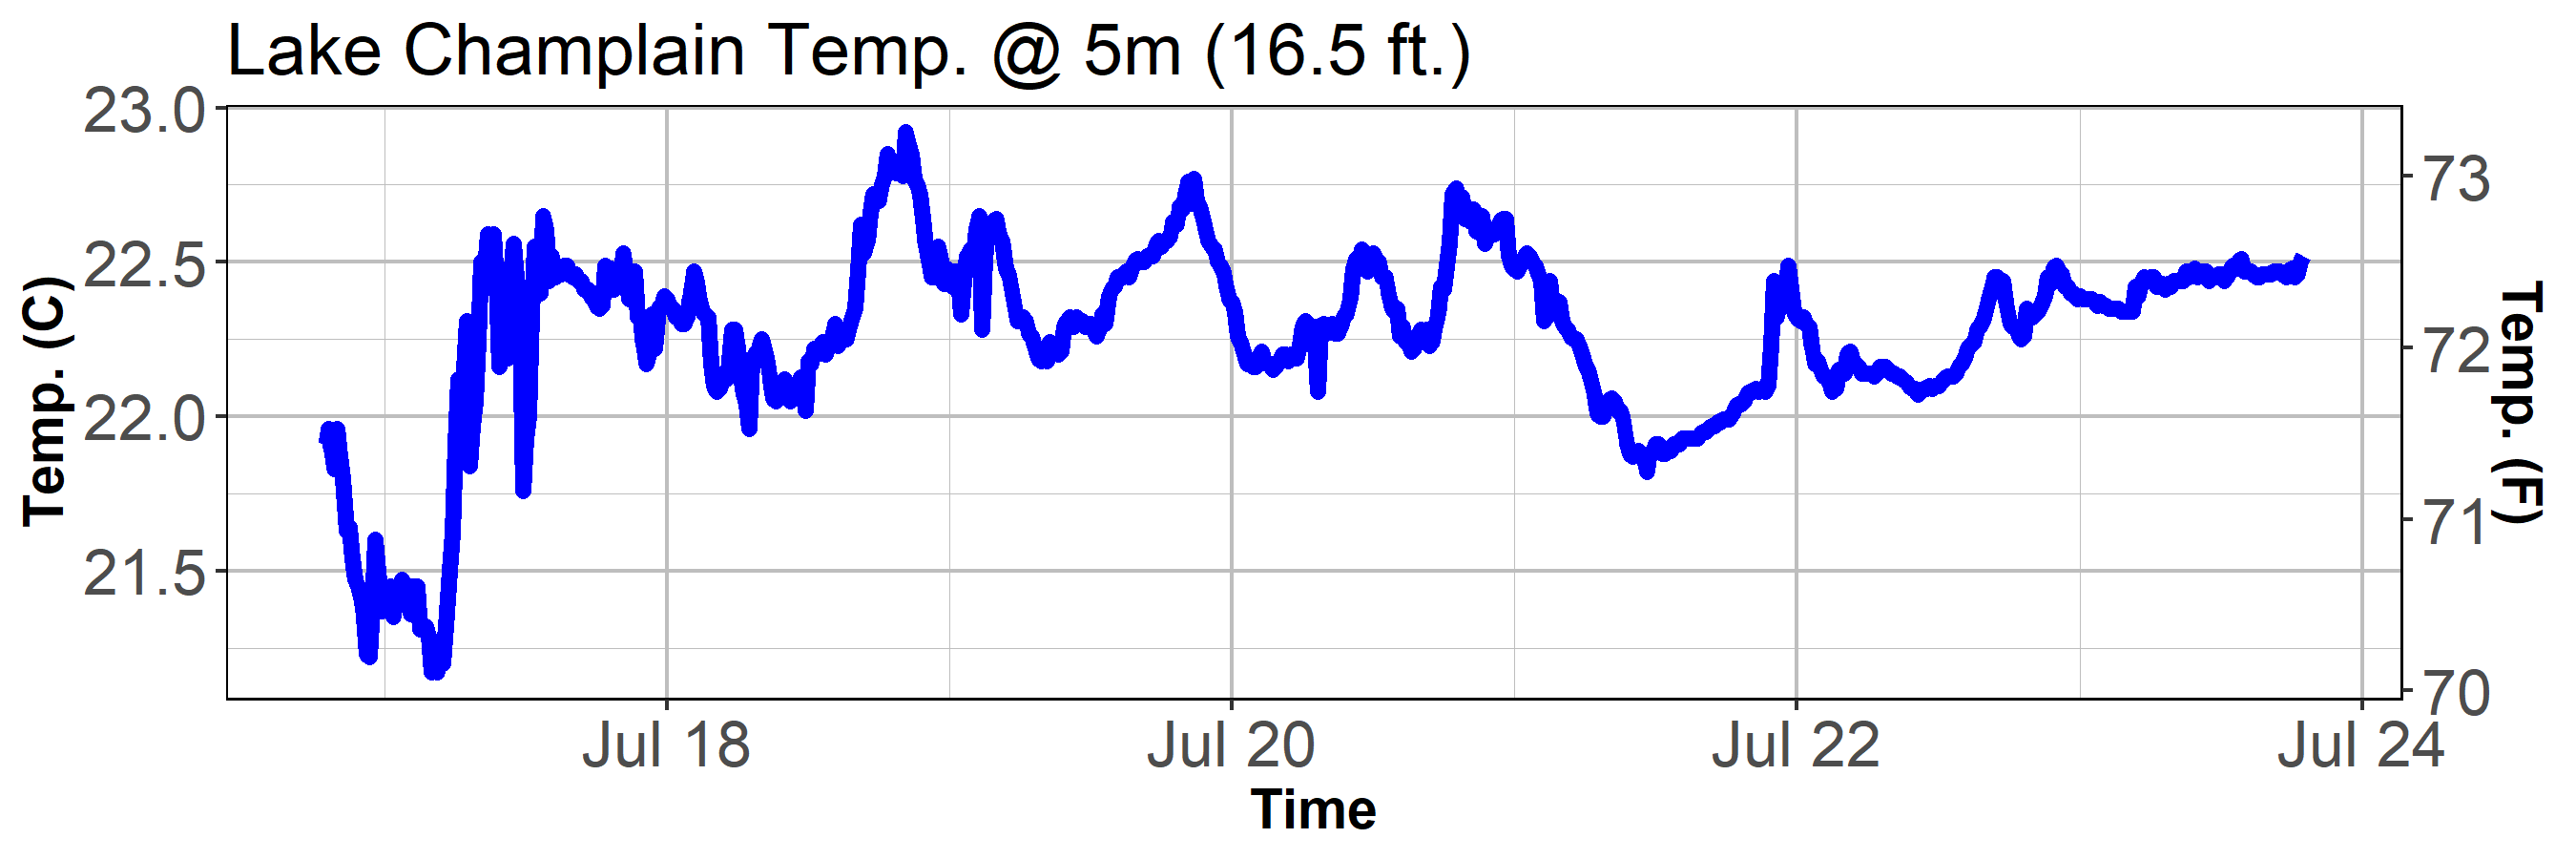 Lake Champlain Temp. @ 5m (16.5 ft.)
23.0
22.5
22.0
21.5
Temp. (C)
73
72
71
70
Temp. (F)
Jul 18 Jul 20 Jul 22 Jul 24
Time